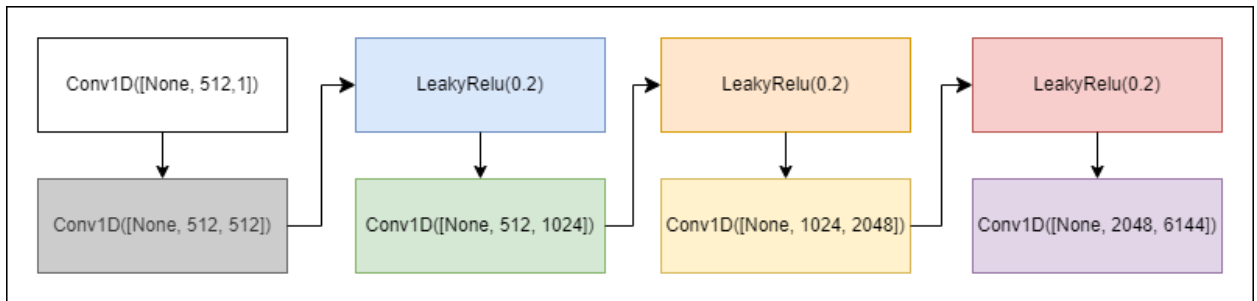 Conv1D([None, 512,1])
Conv1D([None, 512, 512])
LeakyRelu(0.2)
Conv1D([None, 512, 1024])
LeakyRelu(0.2)
Conv1D([None, 1024, 2048])
LeakyRelu(0.2)
Conv1D([None, 2048, 6144])